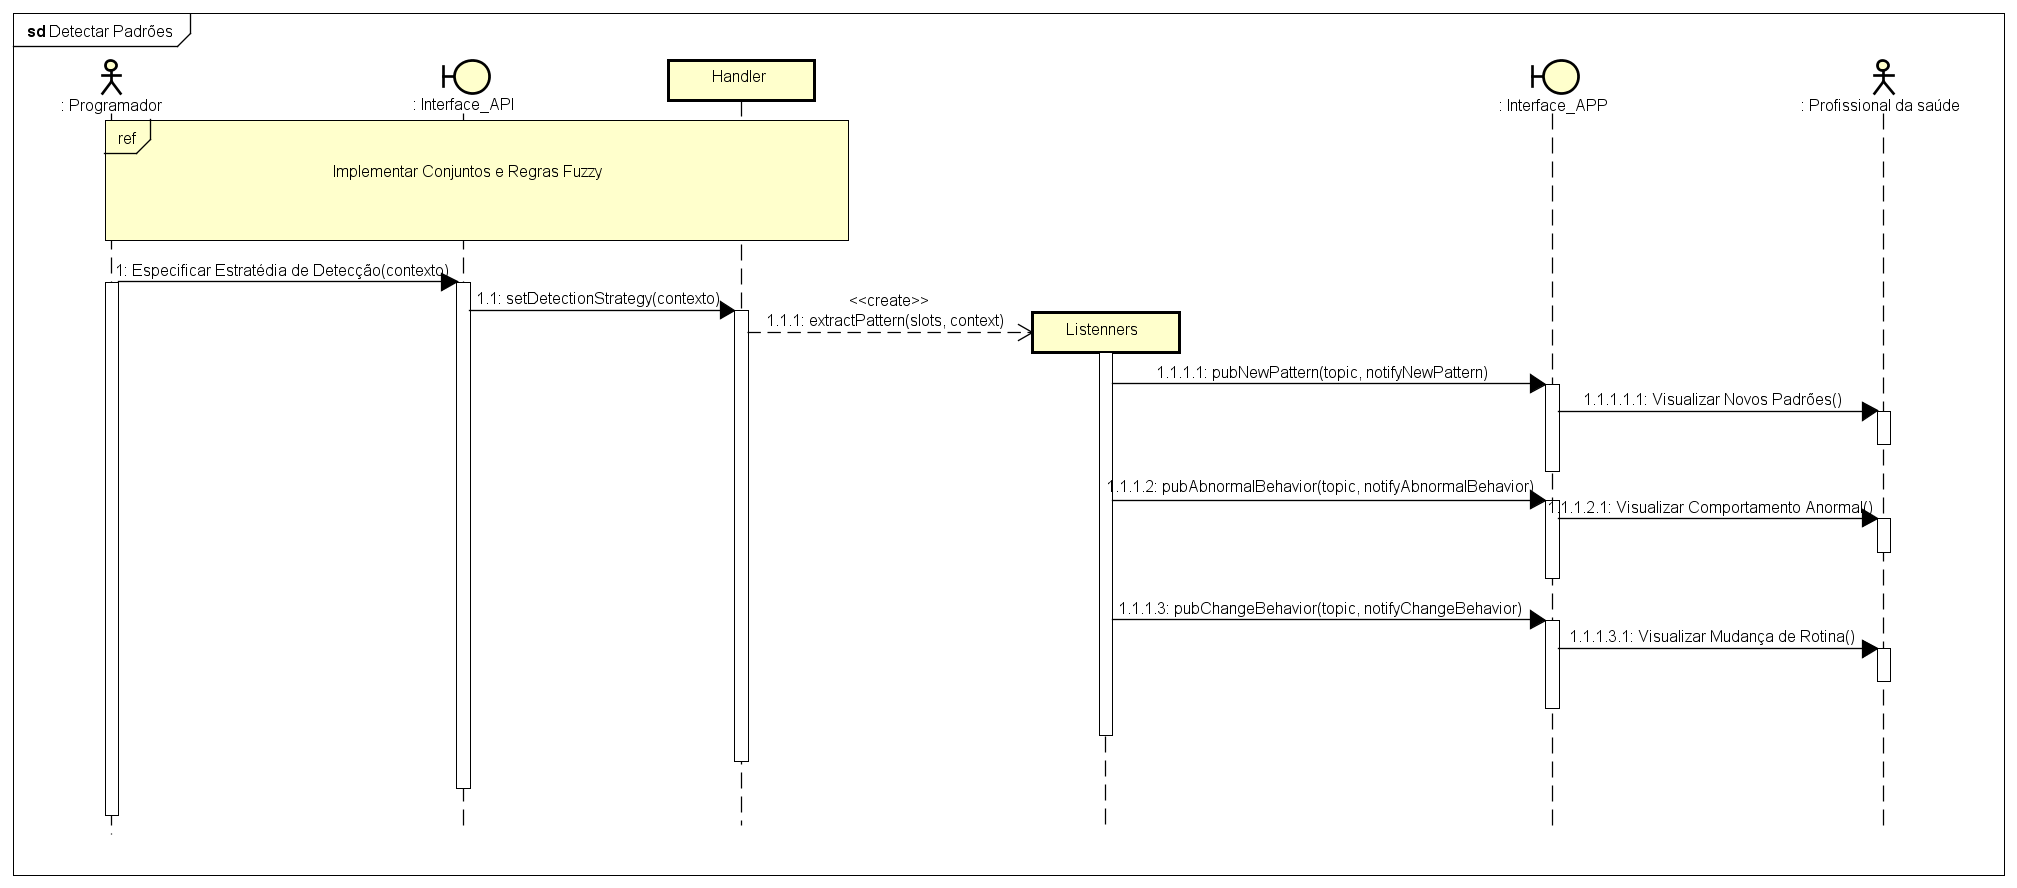 sd Detectar Padrões
: Programador
: Interface_API
Handler
: Interface_APP
: Profissional da saúde
ref
Implementar Conjuntos e Regras Fuzzy
1: Especificar Estratédia de Detecção(contexto)
1.1: setDetectionStrategy(contexto)
<<create>>
1.1.1: extractPattern(slots, context)
Listenners
1.1.1.1: pubNewPattern(topic, notifyNewPattern)
1.1.1.1.1: Visualizar Novos Padrões()
1.1.1.2: pubAbnormalBehavior(topic, notifyAbnormalBehavior)
1.1.1.2.1: Visualizar Comportamento Anormal()
1.1.1.3: pubChangeBehavior(topic, notifyChangeBehavior)
1.1.1.3.1: Visualizar Mudança de Rotina()